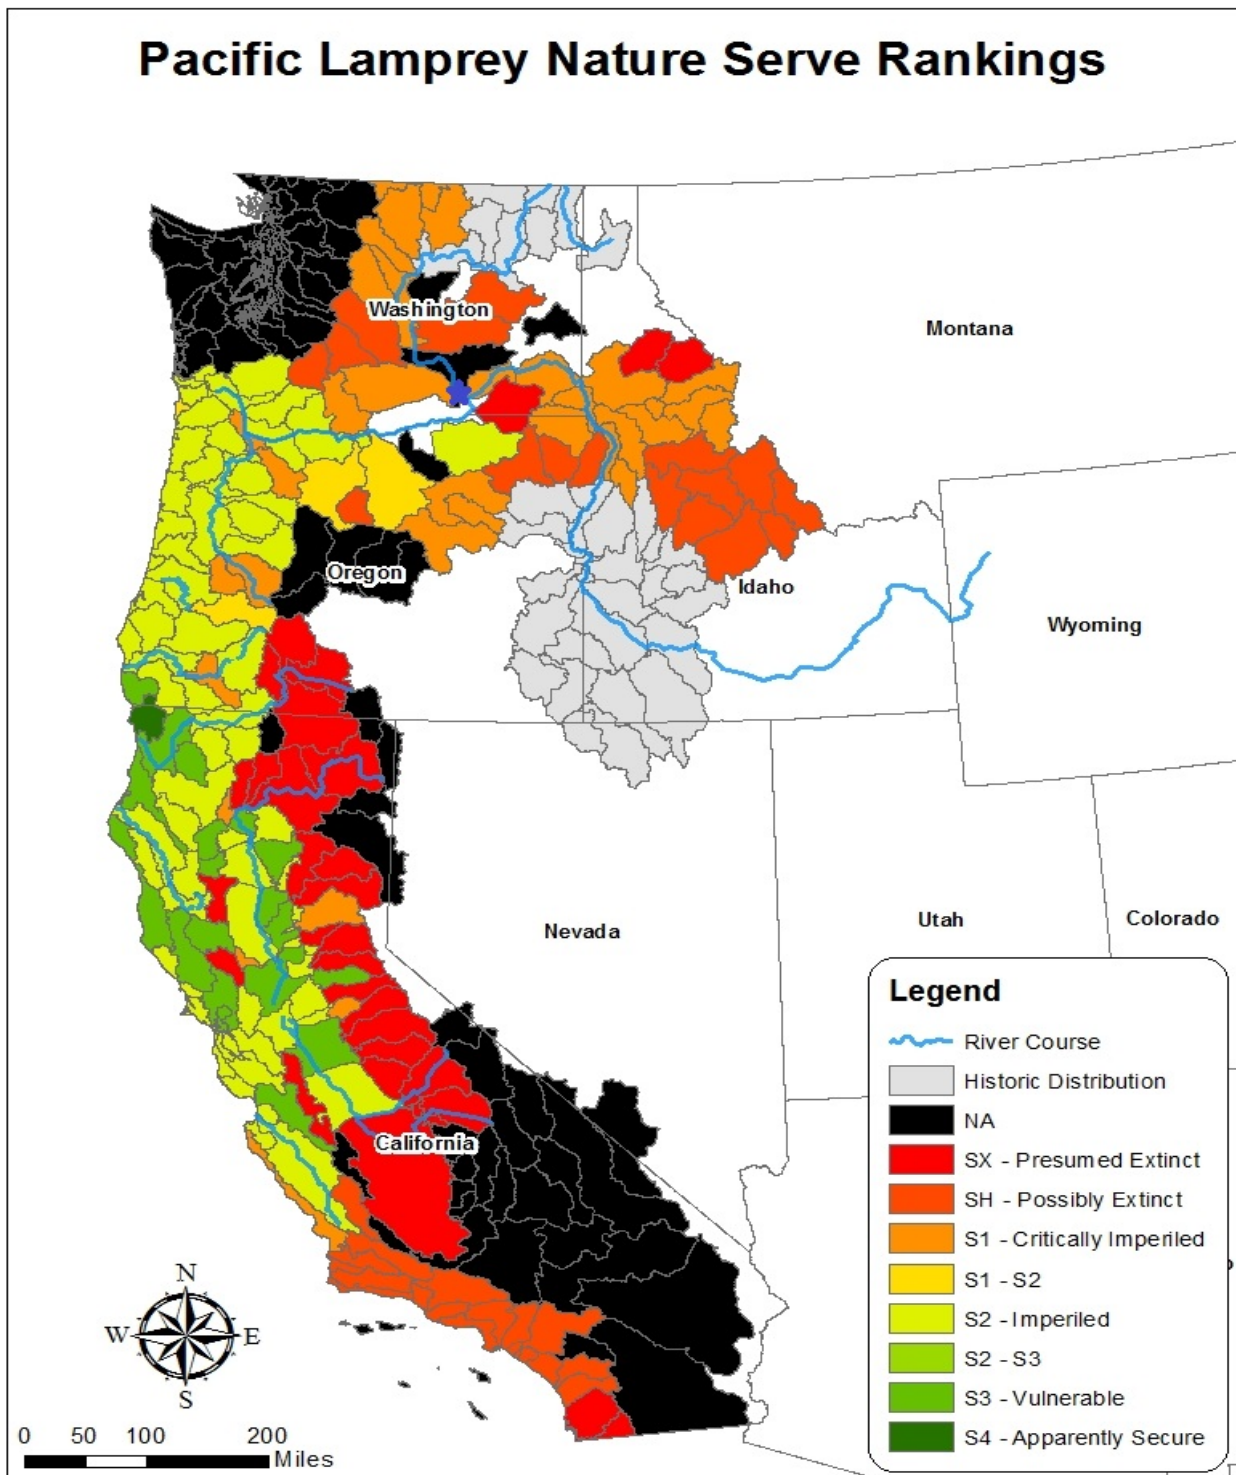 Pacific Lamprey Nature Serve Rankings
Washington
Montana
Oregon
Idaho
Wyoming
Nevada
Utah
Colorado
California
Legend
River Course
Historic Distribution
NA
SX - Presumed Extinct
SH - Possibly Extinct
S1 - Critically Imperiled
S1 - S2
S2 - Imperiled
S2 - S3
S3 - Vulnerable
S4 - Apparently Secure
N
W E
S
0 50 100 200
Miles